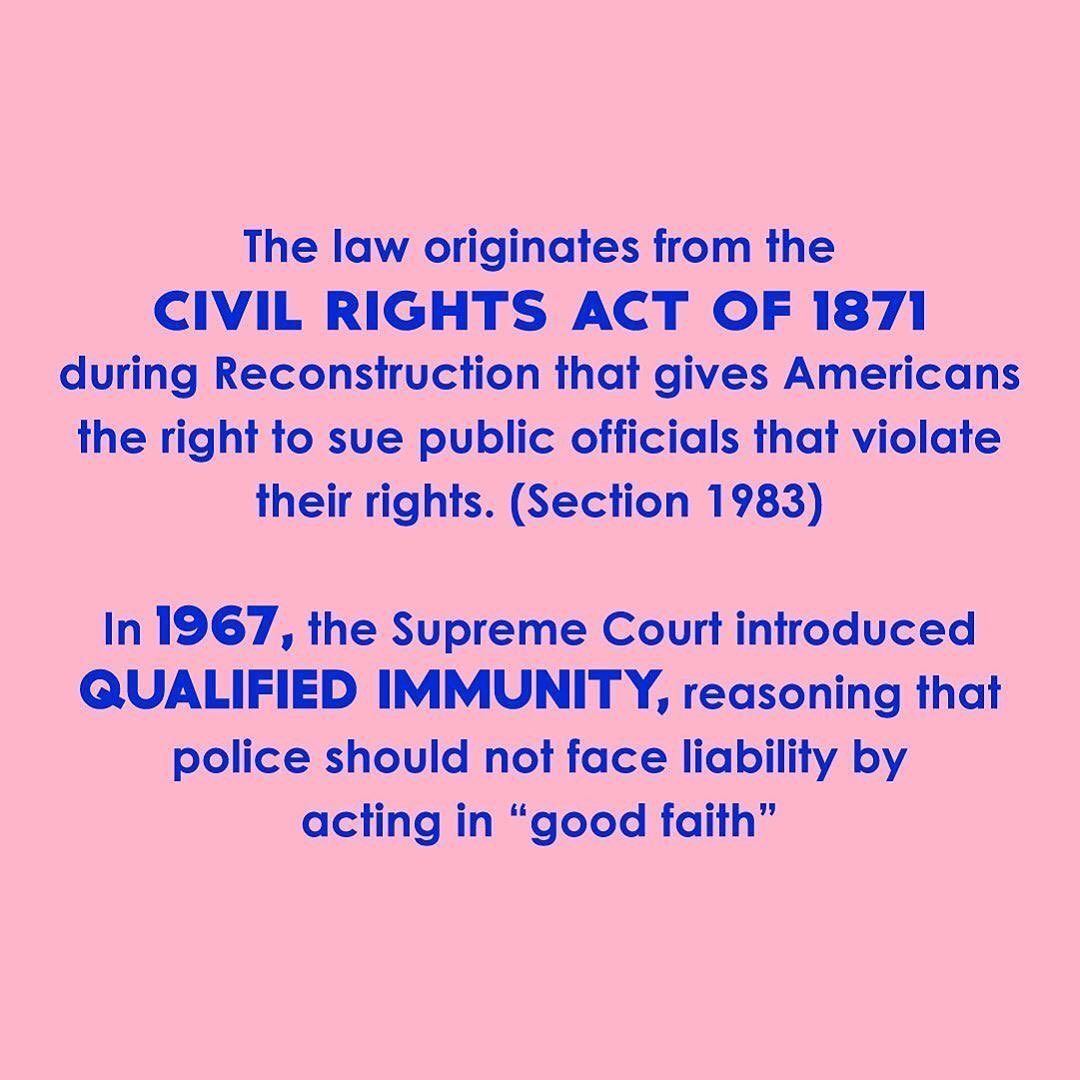 The law originates from the
CIVIL RIGHTS ACT OF 1871
during Reconstruction that gives Americans
the right to sue public officials that violate
their rights. (Section 1983)
In 1967, the Supreme Court introduced
QUALIFIED IMMUNITY, reasoning that
police should not face liability by
acting in “good faith”